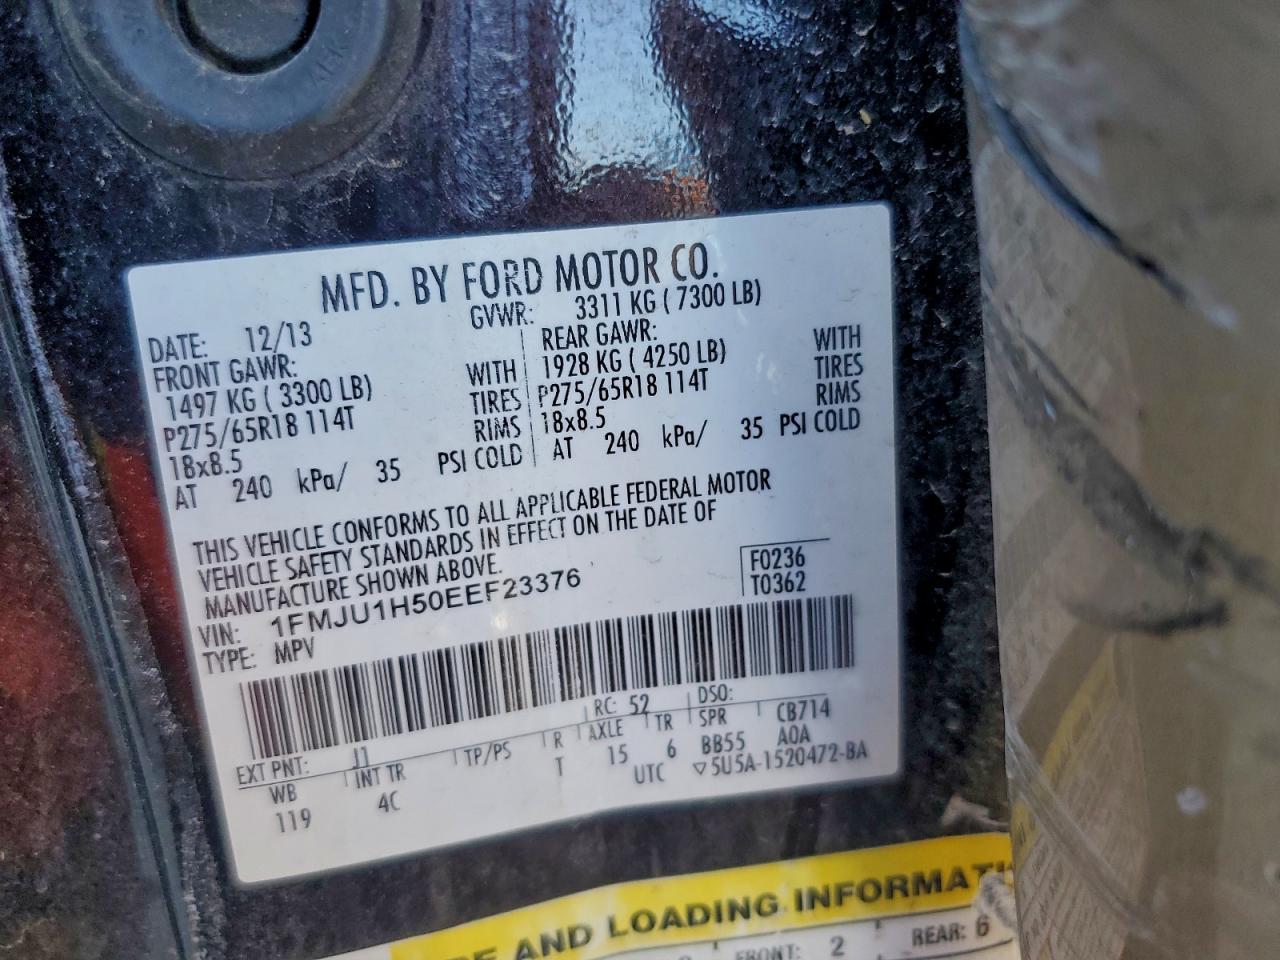 MFD. BY FORD MOTOR CO.
DATE: 12/13
GVWR: 3311 KG ( 7300 LB)
FRONT GAWR:
1497 KG ( 3300 LB) WITH
P275/65R18 114T TIRES
18x8.5 RIMS
AT 240 kPa/ 35 PSI COLD
REAR GAWR: WITH
1928 KG ( 4250 LB) TIRES
P275/65R18 114T RIMS
18x8.5
AT 240 kPa/ 35 PSI COLD
THIS VEHICLE CONFORMS TO ALL APPLICABLE FEDERAL MOTOR
VEHICLE SAFETY STANDARDS IN EFFECT ON THE DATE OF
MANUFACTURE SHOWN ABOVE.
VIN: 1FMJU1H50EEF23376
TYPE: MPV
F0236
T0362
EXT PNT: J1 RC: 52 DSO:
WB INT TR TP/PS R AXLE TR SPR CB714
119 4C T 15 6 BB55 A0A
UTC ▽5U5A-1520472-BA
AND LOADING INFORMATI
FRONT: 2 REAR: 6